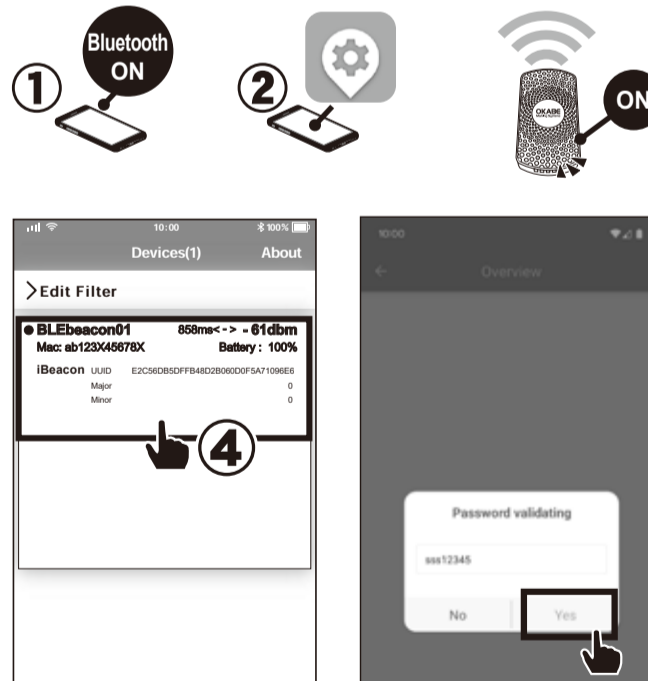 Bluetooth
ON
①
②
OKABE
ON
10:00
100%
Devices(1)
About
Edit Filter
BLEbeacon01 858ms<-> -61dbm
Mac: ab123X45678X Battery: 100%
iBeacon UUID E2C56DB5DFFB48D2B060D0F5A71096E6
Major 0
Minor 0
④
10:00
Overview
Password validating
sss12345
No
Yes